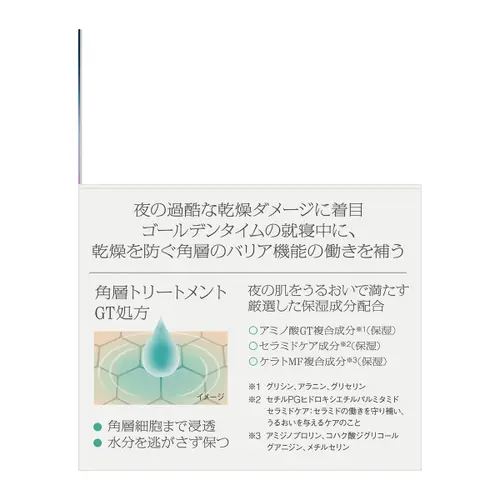 夜の過酷な乾燥ダメージに着目
ゴールデンタイムの就寝中に、
乾燥を防ぐ角層のバリア機能の働きを補う
角層トリートメント
GT処方
イメージ
● 角層細胞まで浸透
● 水分を逃がさず保つ
夜の肌をうるおいで満たす
厳選した保湿成分配合
○アミノ酸GT複合成分※1(保湿)
○セラミドケア成分※2(保湿)
○ケラトMF複合成分※3(保湿)
※1 グリシン、アラニン、グリセリン
※2 セチルPGヒドロキシエチルパルミタミド
セラミドケア:セラミドの働きを守り補い、
うるおいを与えるケアのこと
※3 アミジノプロリン、コハク酸ジグリコール
グアニジン、メチルセリン